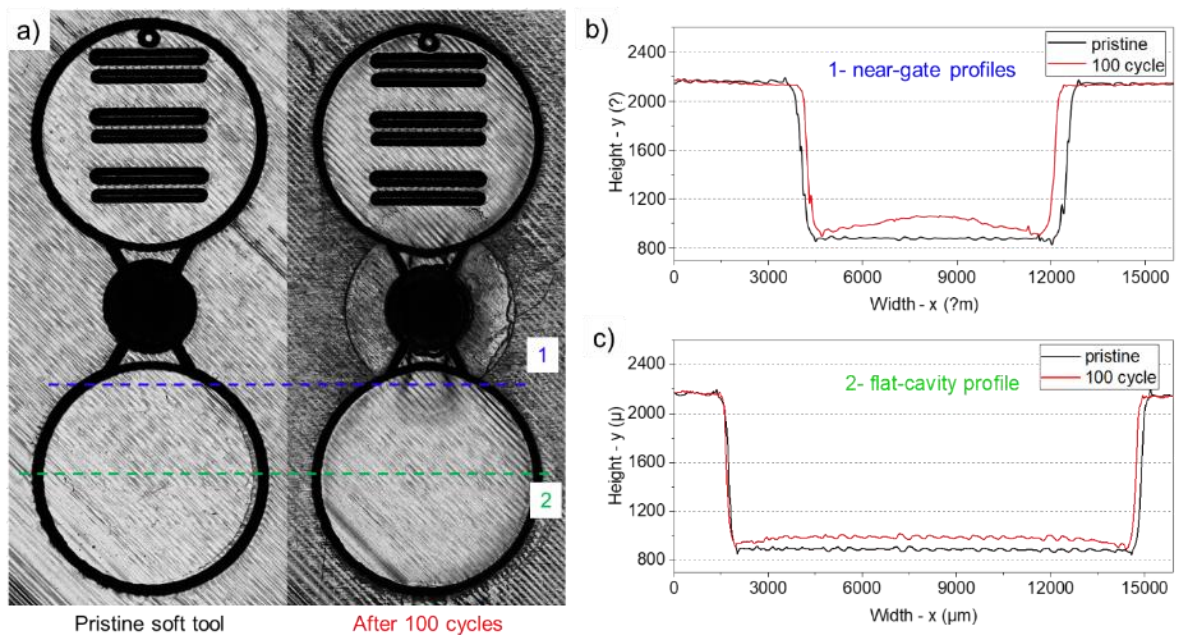 a)
1
2
Pristine soft tool
After 100 cycles
b)
2400
2000
1600
1200
800
Height - y (?)
1- near-gate profiles
pristine
100 cycle
0
3000
6000
9000
12000
15000
Width - x (?m)
c)
2400
2000
1600
1200
800
Height - y (µ)
2- flat-cavity profile
pristine
100 cycle
0
3000
6000
9000
12000
15000
Width - x (µm)